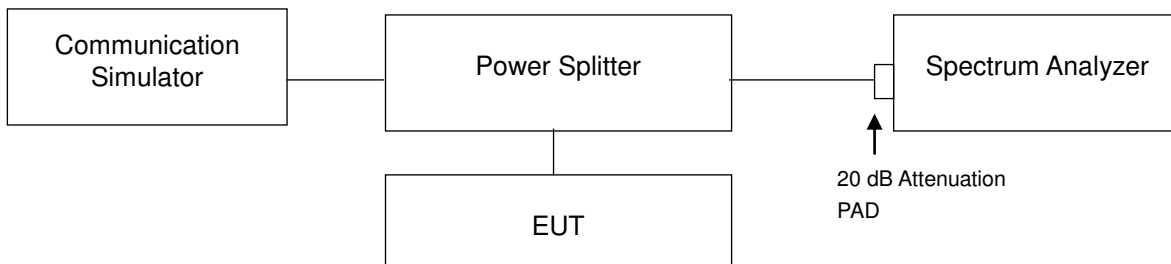 Communication
Simulator
Power Splitter
Spectrum Analyzer
20 dB Attenuation
PAD
EUT